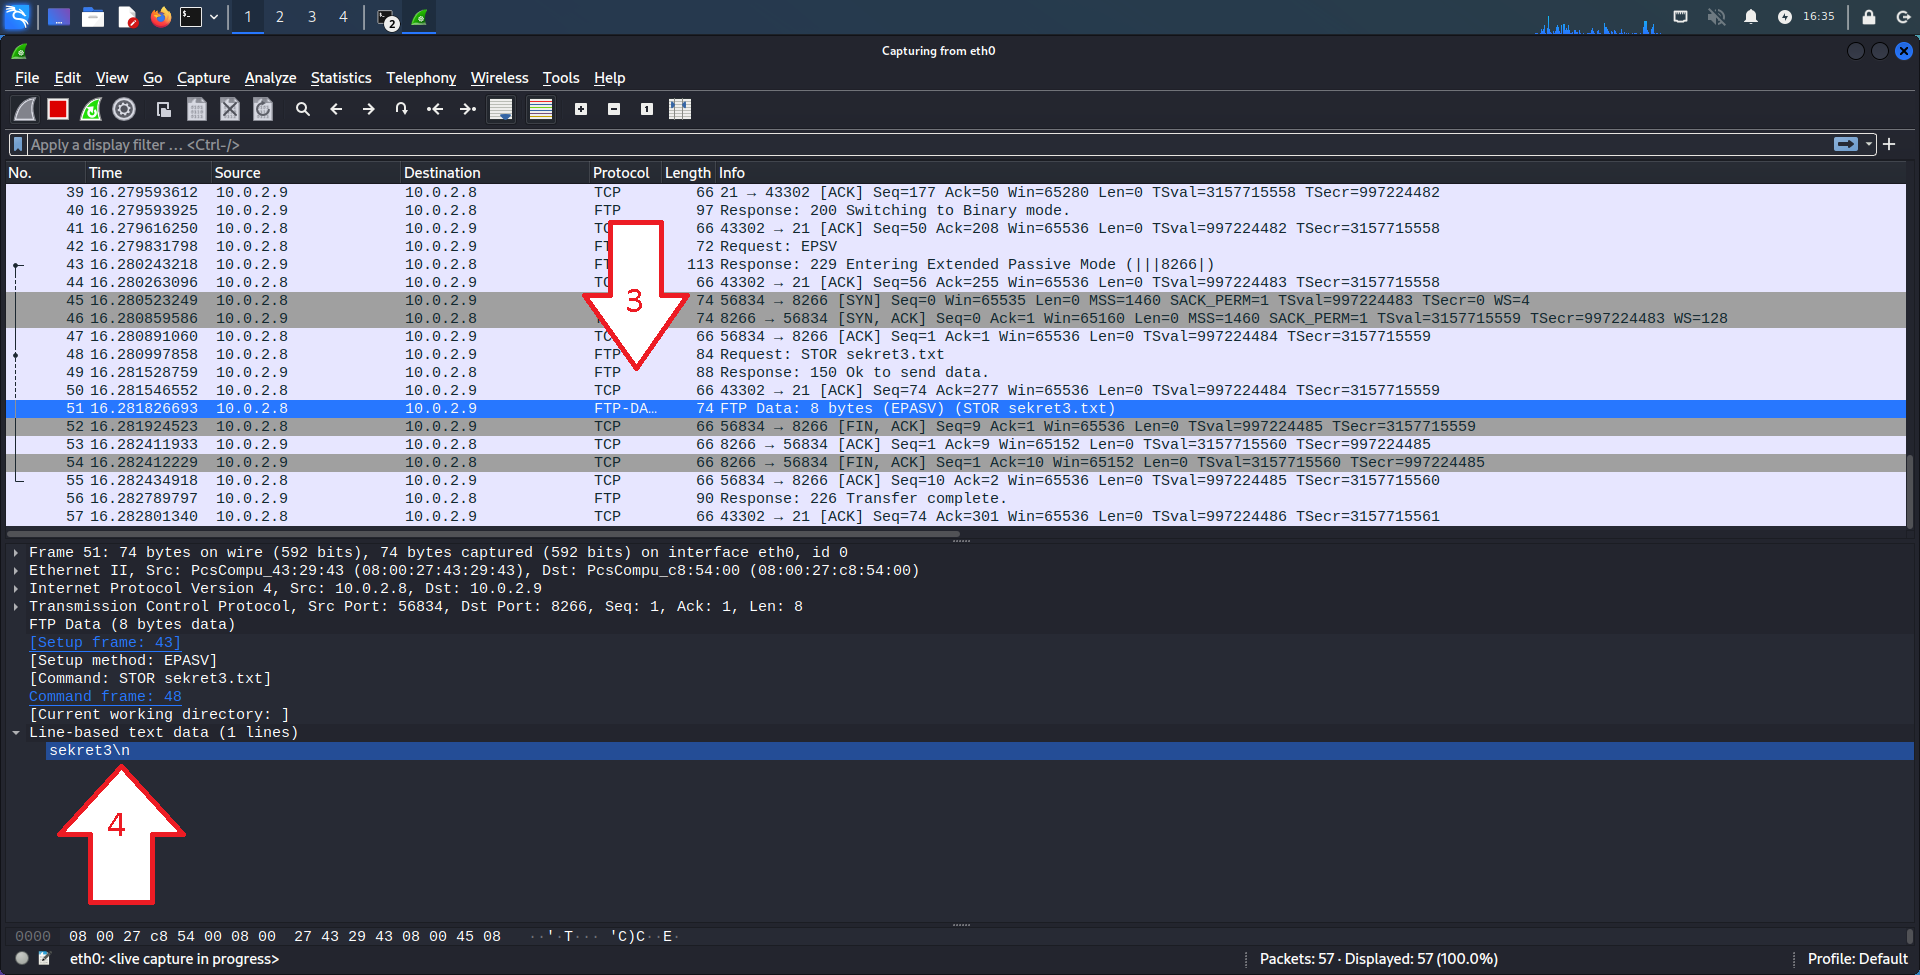 1 2 3 4 2 16:35
Capturing from eth0
File Edit View Go Capture Analyze Statistics Telephony Wireless Tools Help
Apply a display filter … <Ctrl-/>
No. Time Source Destination Protocol Length Info
39 16.279593612 10.0.2.9 10.0.2.8 TCP 66 21 → 43302 [ACK] Seq=177 Ack=50 Win=65280 Len=0 TSval=3157715558 TSecr=997224482
40 16.279593925 10.0.2.9 10.0.2.8 FTP 97 Response: 200 Switching to Binary mode.
41 16.279616250 10.0.2.8 10.0.2.9 66 43302 → 21 [ACK] Seq=50 Ack=208 Win=65536 Len=0 TSval=997224482 TSecr=3157715558
42 16.279831798 10.0.2.8 10.0.2.9 72 Request: EPSV
43 16.280243218 10.0.2.9 10.0.2.8 113 Response: 229 Entering Extended Passive Mode (|||8266|)
44 16.280263096 10.0.2.8 10.0.2.9 66 43302 → 21 [ACK] Seq=56 Ack=255 Win=65536 Len=0 TSval=997224483 TSecr=3157715558
45 16.280523249 10.0.2.8 10.0.2.9 74 56834 → 8266 [SYN] Seq=0 Win=65535 Len=0 MSS=1460 SACK_PERM=1 TSval=997224483 TSecr=0 WS=4
3
46 16.280859586 10.0.2.9 10.0.2.8 74 8266 → 56834 [SYN, ACK] Seq=0 Ack=1 Win=65160 Len=0 MSS=1460 SACK_PERM=1 TSval=3157715559 TSecr=997224483 WS=128
47 16.280891060 10.0.2.8 10.0.2.9 66 56834 → 8266 [ACK] Seq=1 Ack=1 Win=65536 Len=0 TSval=997224484 TSecr=3157715559
48 16.280997858 10.0.2.8 10.0.2.9 FTP 84 Request: STOR sekret3.txt
49 16.281528759 10.0.2.9 10.0.2.8 FTP 88 Response: 150 Ok to send data.
50 16.281546552 10.0.2.8 10.0.2.9 TCP 66 43302 → 21 [ACK] Seq=74 Ack=277 Win=65536 Len=0 TSval=997224484 TSecr=3157715559
51 16.281826693 10.0.2.8 10.0.2.9 FTP-DA… 74 FTP Data: 8 bytes (EPASV) (STOR sekret3.txt)
52 16.281924523 10.0.2.8 10.0.2.9 TCP 66 56834 → 8266 [FIN, ACK] Seq=9 Ack=1 Win=65536 Len=0 TSval=997224485 TSecr=3157715559
53 16.282411933 10.0.2.9 10.0.2.8 TCP 66 8266 → 56834 [ACK] Seq=1 Ack=9 Win=65152 Len=0 TSval=3157715560 TSecr=997224485
54 16.282412229 10.0.2.9 10.0.2.8 TCP 66 8266 → 56834 [FIN, ACK] Seq=1 Ack=10 Win=65152 Len=0 TSval=3157715560 TSecr=997224485
55 16.282434918 10.0.2.8 10.0.2.9 TCP 66 56834 → 8266 [ACK] Seq=10 Ack=2 Win=65536 Len=0 TSval=997224485 TSecr=3157715560
56 16.282789797 10.0.2.9 10.0.2.8 FTP 90 Response: 226 Transfer complete.
57 16.282801340 10.0.2.8 10.0.2.9 TCP 66 43302 → 21 [ACK] Seq=74 Ack=301 Win=65536 Len=0 TSval=997224486 TSecr=3157715561
Frame 51: 74 bytes on wire (592 bits), 74 bytes captured (592 bits) on interface eth0, id 0
Ethernet II, Src: PcsCompu_43:29:43 (08:00:27:43:29:43), Dst: PcsCompu_c8:54:00 (08:00:27:c8:54:00)
Internet Protocol Version 4, Src: 10.0.2.8, Dst: 10.0.2.9
Transmission Control Protocol, Src Port: 56834, Dst Port: 8266, Seq: 1, Ack: 1, Len: 8
FTP Data (8 bytes data)
[Setup frame: 43]
[Setup method: EPASV]
[Command: STOR sekret3.txt]
Command frame: 48
[Current working directory: ]
Line-based text data (1 lines)
sekret3\n
4
0000 08 00 27 c8 54 00 08 00 27 43 29 43 08 00 45 08 ··'·T··· 'C)C··E·
eth0: <live capture in progress>
Packets: 57 · Displayed: 57 (100.0%)
Profile: Default